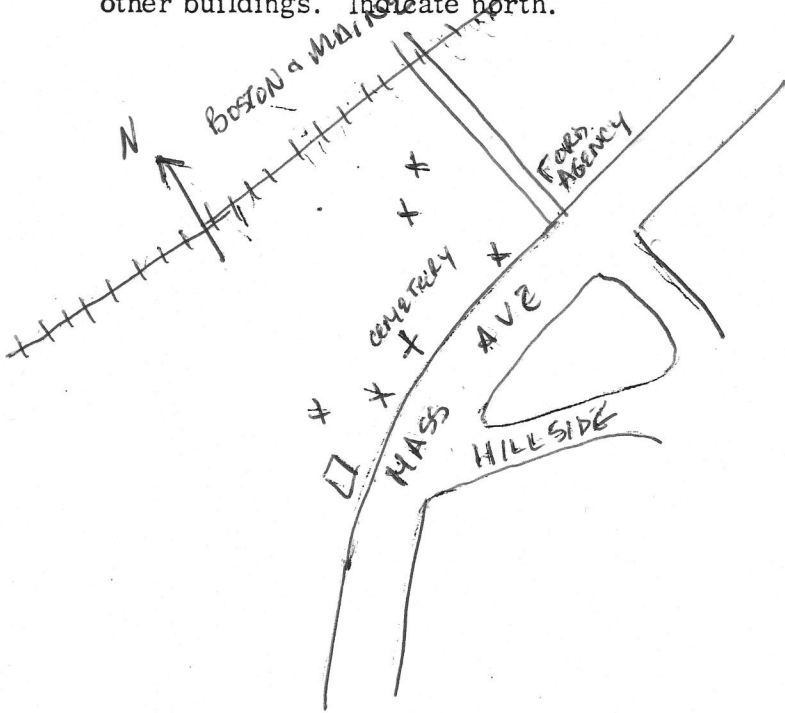 other buildings. Indicate north.
BOSTON & MAINE
N
FORD
AGENCY
CEMETERY
MASS AVE
HILLSIDE